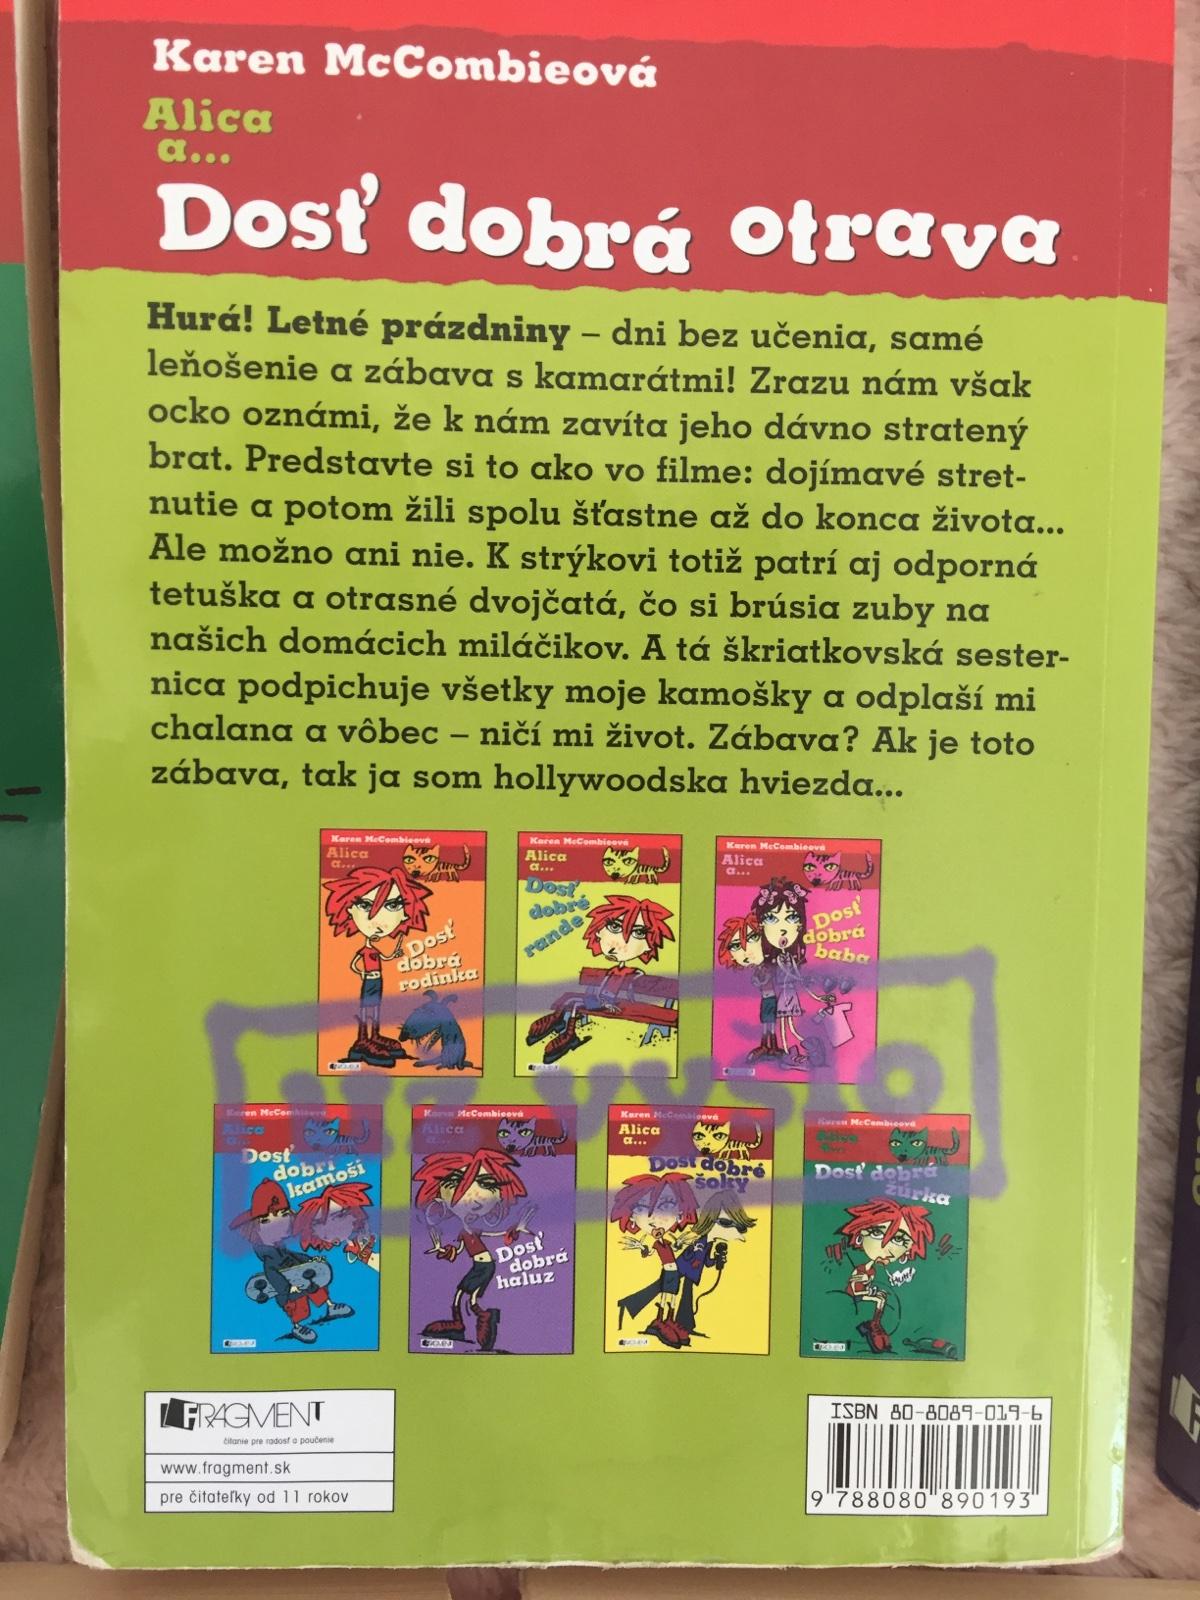 Karen McCombieová
Alica
a...
Dosť dobrá otrava
Hurá! Letné prázdniny – dni bez učenia, samé
leňošenie a zábava s kamarátmi! Zrazu nám však
ocko oznámi, že k nám zavíta jeho dávno stratený
brat. Predstavte si to ako vo filme: dojímavé stret-
nutie a potom žili spolu šťastne až do konca života...
Ale možno ani nie. K strýkovi totiž patrí aj odporná
tetuška a otrasné dvojčatá, čo si brúsia zuby na
našich domácich miláčikov. A tá škriatkovská sester-
nica podpichuje všetky moje kamošky a odplaší mi
chalana a vôbec – ničí mi život. Zábava? Ak je toto
zábava, tak ja som hollywoodska hviezda...
Karen McCombieová
Alica
a...
Dosť
dobrá
rodinka
Karen McCombieová
Alica
a...
Dosť
dobré
rande
Karen McCombieová
Alica
a...
Dosť
dobrá
baba
už vyšlo
Karen McCombieová
Alica
a...
Dosť
dobrí
kamoši
Karen McCombieová
Alica
a...
Dosť
dobrá
haluz
Karen McCombieová
Alica
a...
Dosť dobré
šoky
Karen McCombieová
Alica
a...
Dosť dobrá
žúrka
FRAGMENT
čítanie pre radosť a poučenie
www.fragment.sk
pre čitateľky od 11 rokov
ISBN 80-8089-019-6
9 788080 890193